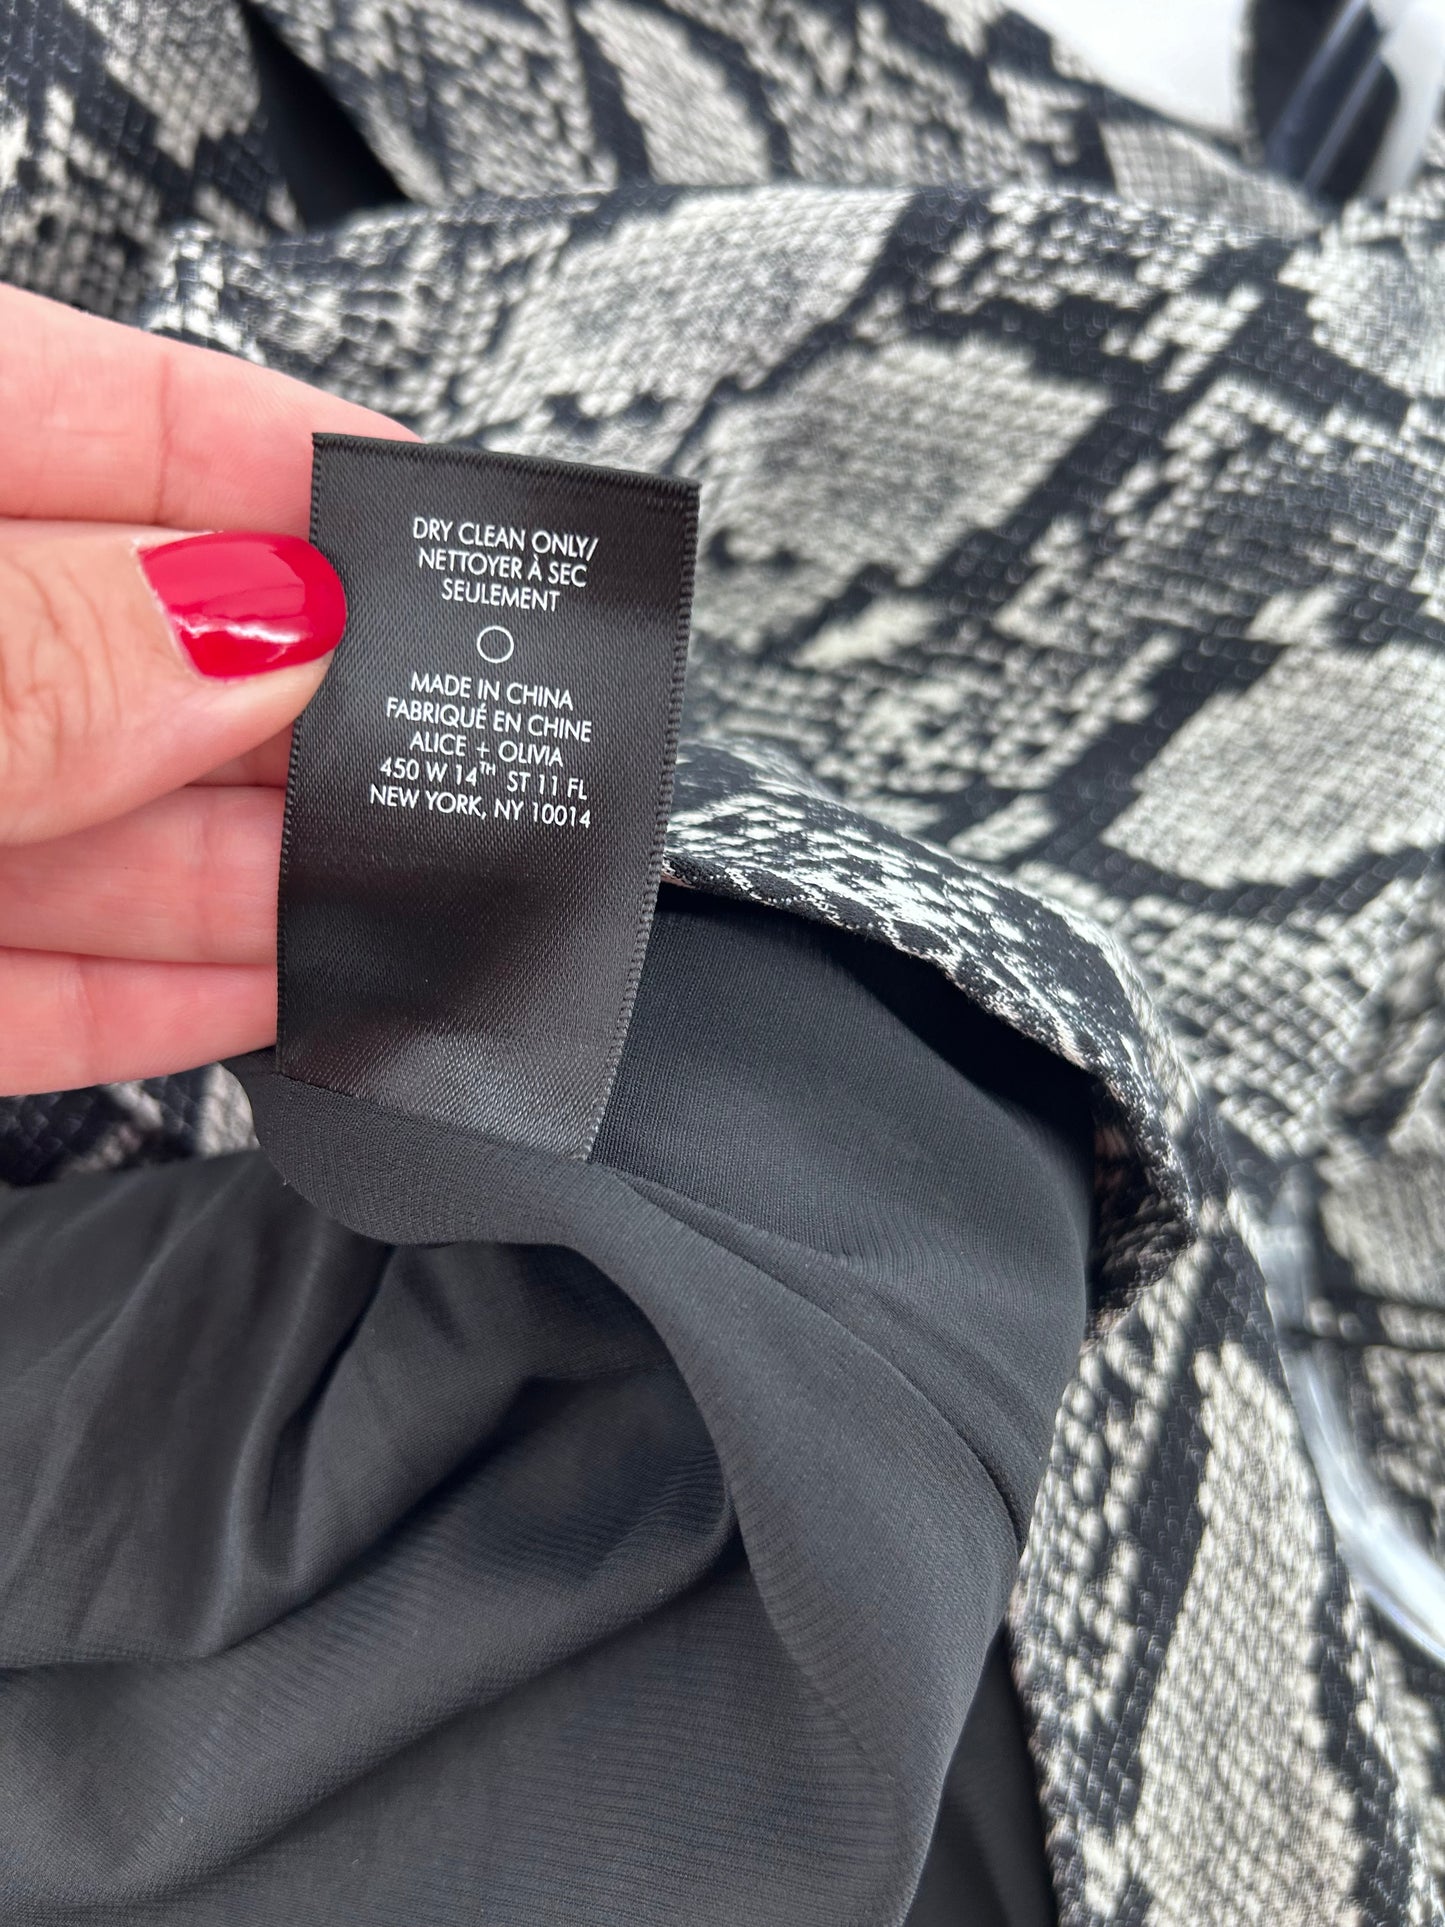 DRY CLEAN ONLY/
NETTOYER À SEC
SEULEMENT
MADE IN CHINA
FABRIQUÉ EN CHINE
ALICE + OLIVIA
450 W 14TH ST 11 FL
NEW YORK, NY 10014